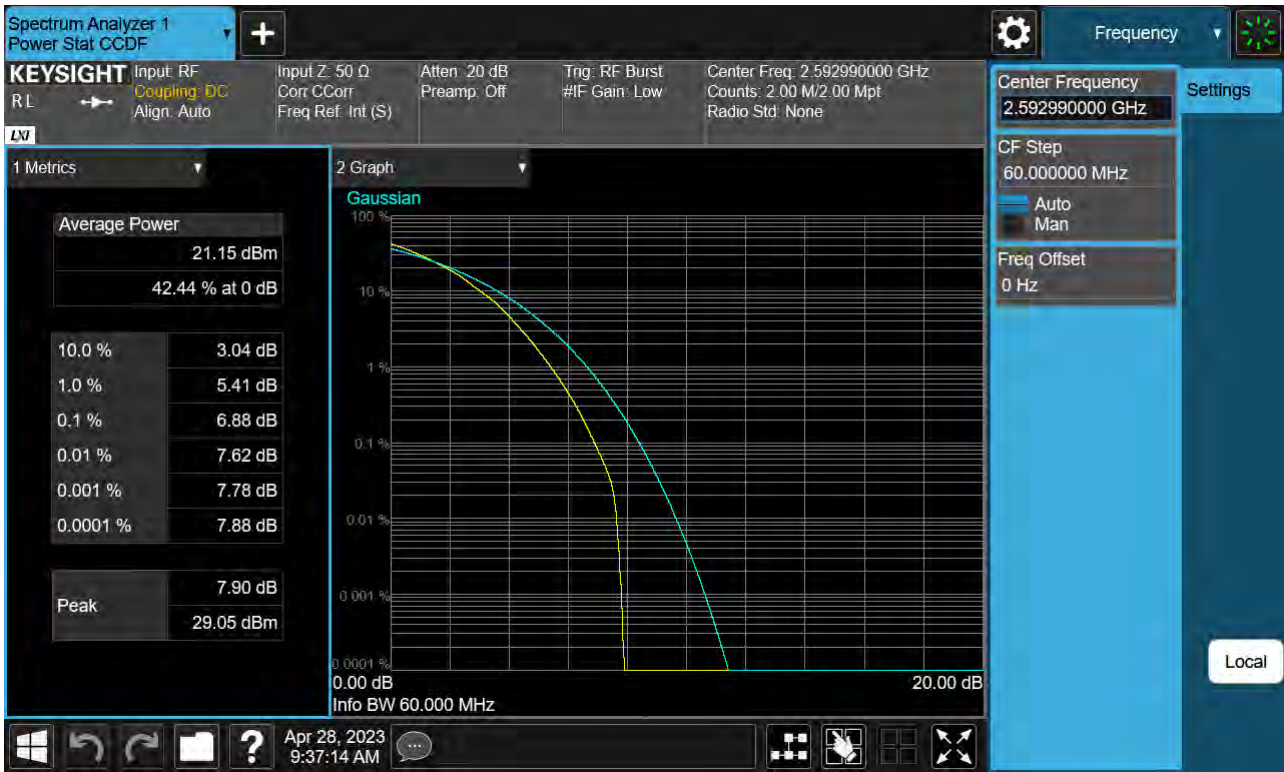 Spectrum Analyzer 1
Power Stat CCDF
Frequency
KEYSIGHT
RL
LXI
Input: RF
Coupling: DC
Align: Auto
Input Z: 50 Ω
Corr CCorr
Freq Ref: Int (S)
Atten: 20 dB
Preamp: Off
Trig: RF Burst
#IF Gain: Low
Center Freq: 2.592990000 GHz
Counts: 2.00 M/2.00 Mpt
Radio Std: None
Center Frequency
2.592990000 GHz
Settings
CF Step
60.000000 MHz
Auto
Man
Freq Offset
0 Hz
1 Metrics
Average Power
21.15 dBm
42.44 % at 0 dB
10.0 % 3.04 dB
1.0 % 5.41 dB
0.1 % 6.88 dB
0.01 % 7.62 dB
0.001 % 7.78 dB
0.0001 % 7.88 dB
Peak
7.90 dB
29.05 dBm
2 Graph
Gaussian
100 %
10 %
1 %
0.1 %
0.01 %
0.001 %
0.0001 %
0.00 dB 20.00 dB
Info BW 60.000 MHz
Local
Apr 28, 2023
9:37:14 AM